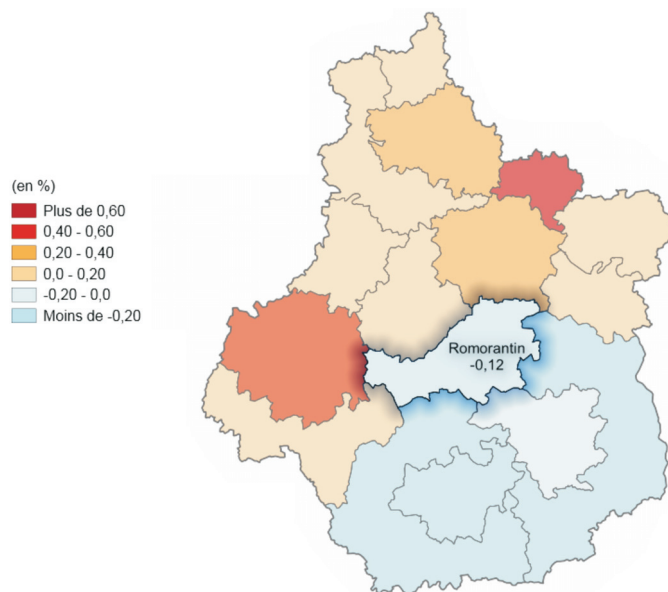 (en %)
Plus de 0,60
0,40 - 0,60
0,20 - 0,40
0,0 - 0,20
-0,20 - 0,0
Moins de -0,20
Romorantin
-0,12